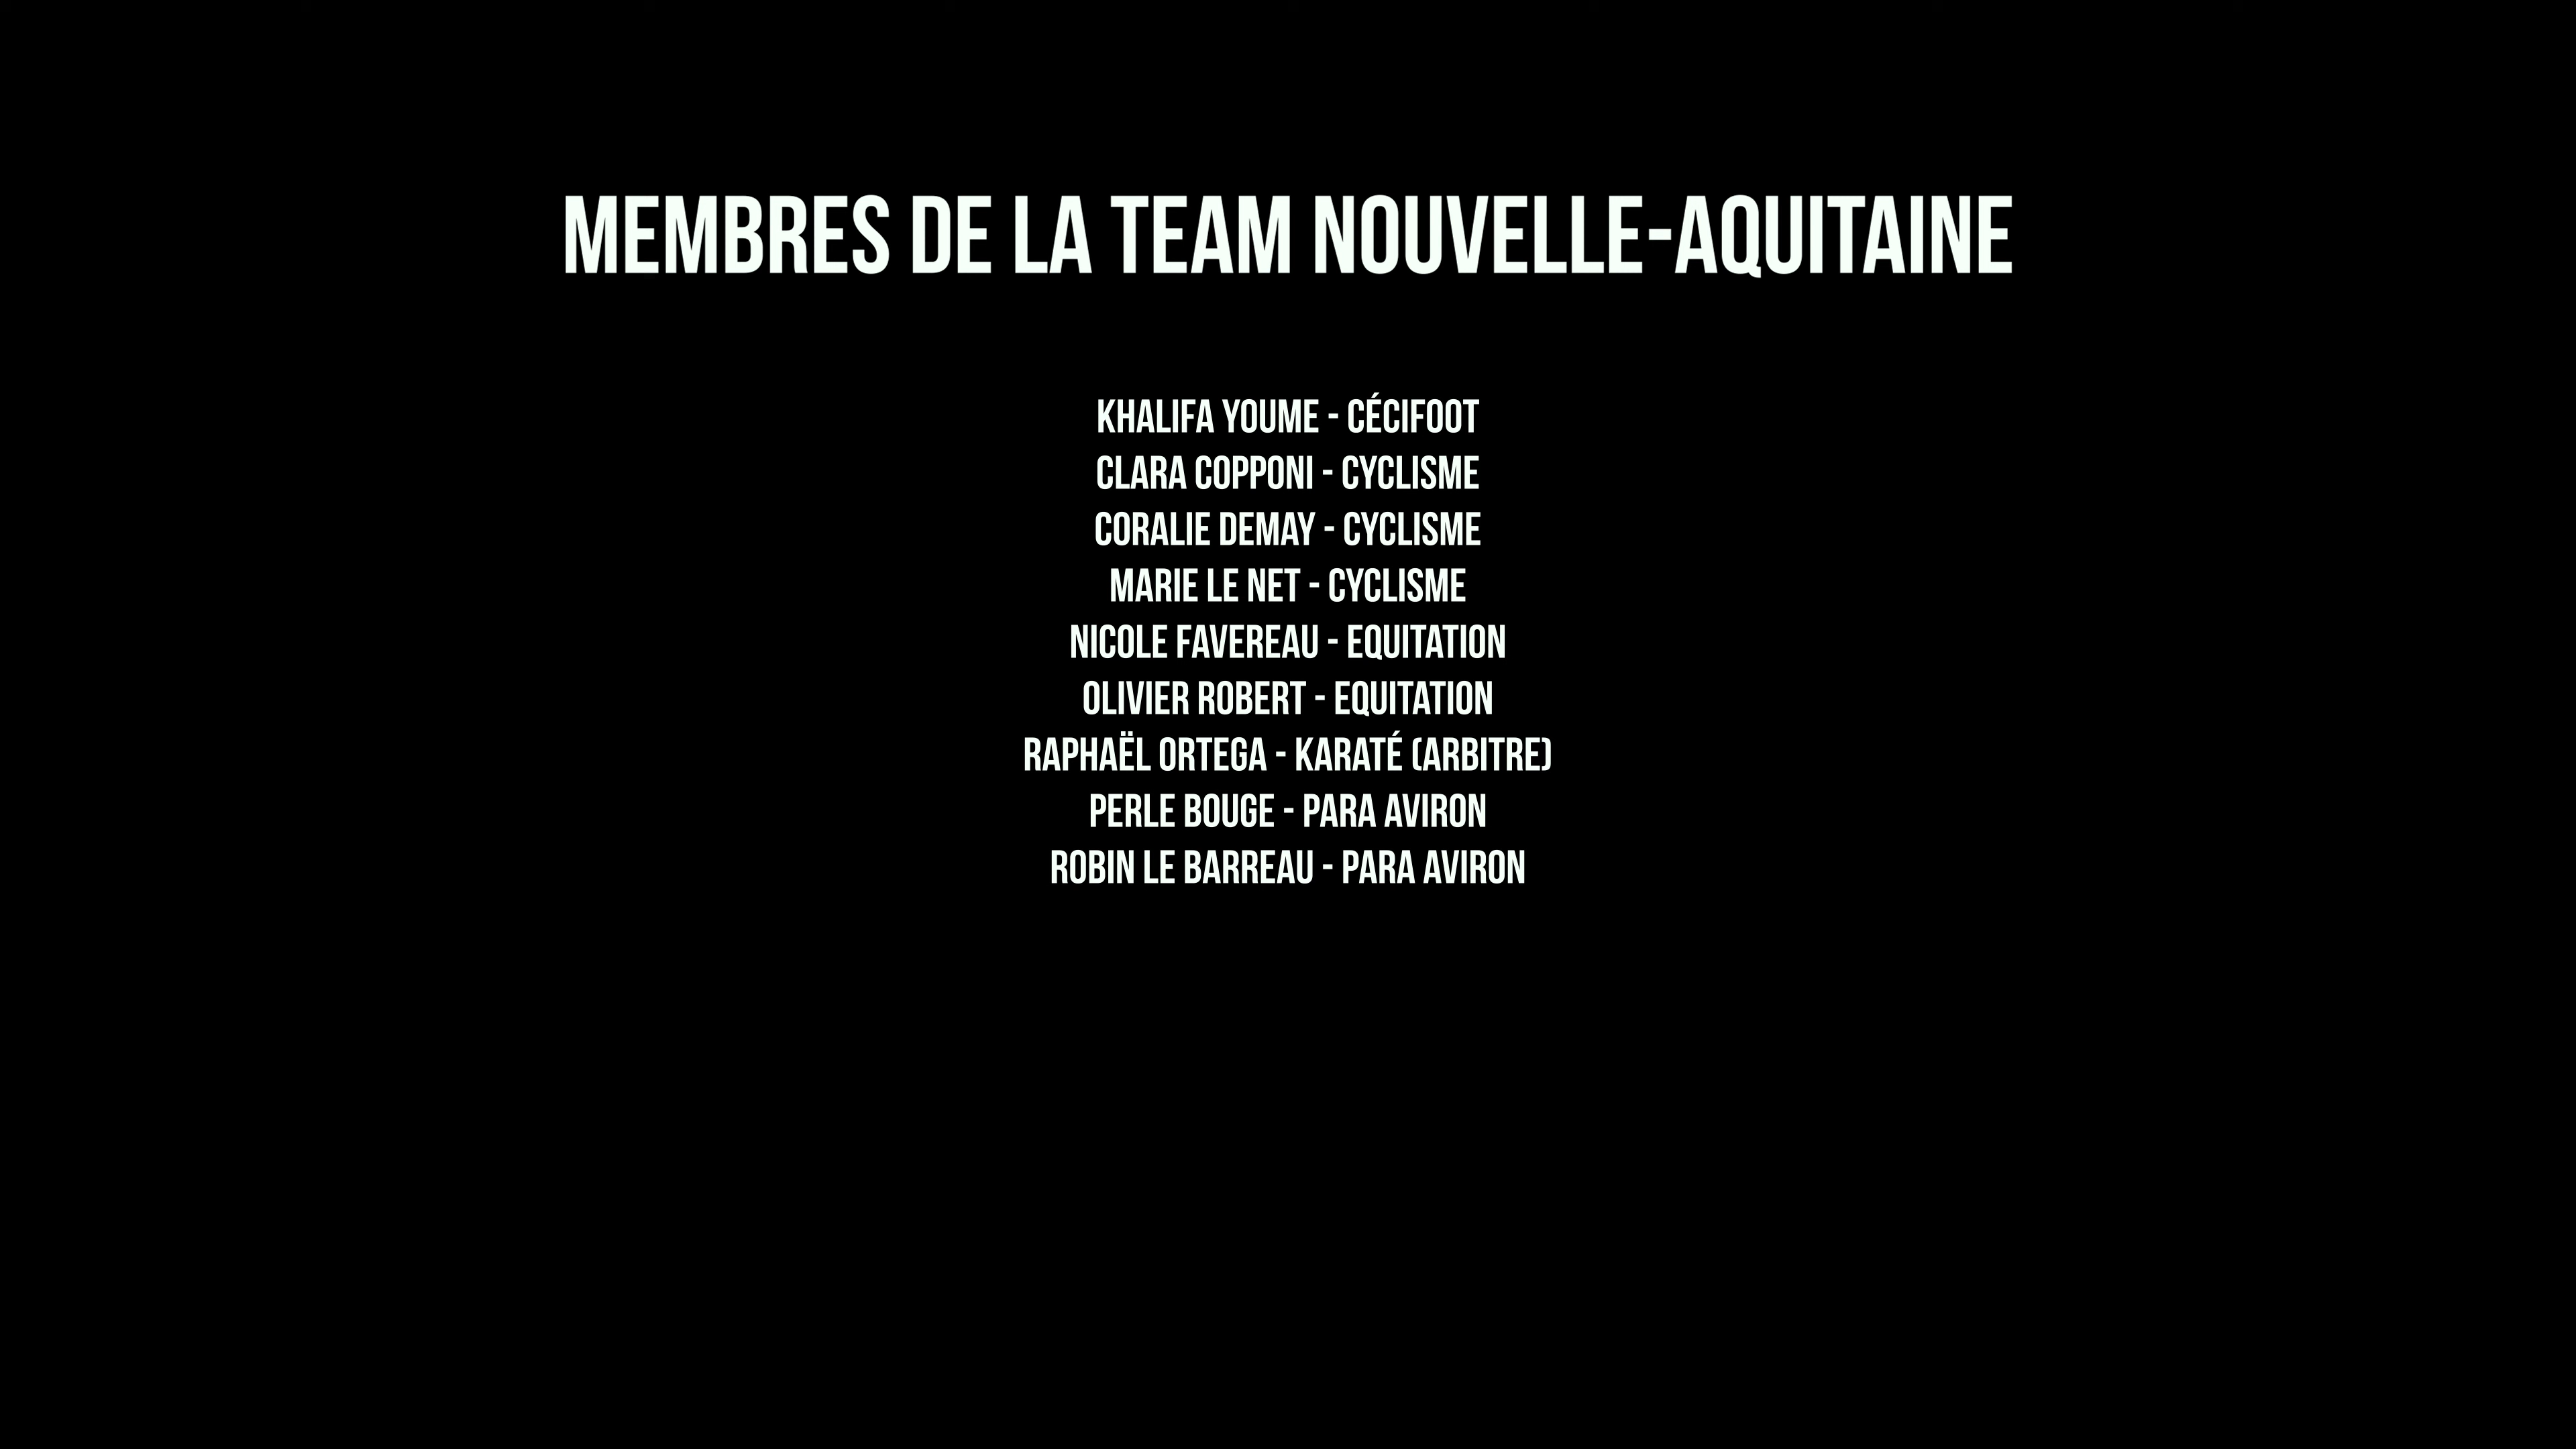 MEMBRES DE LA TEAM NOUVELLE-AQUITAINE
KHALIFA YOUME - CÉCIFOOT
CLARA COPPONI - CYCLISME
CORALIE DEMAY - CYCLISME
MARIE LE NET - CYCLISME
NICOLE FAVEREAU - EQUITATION
OLIVIER ROBERT - EQUITATION
RAPHAËL ORTEGA - KARATÉ (ARBITRE)
PERLE BOUGE - PARA AVIRON
ROBIN LE BARREAU - PARA AVIRON